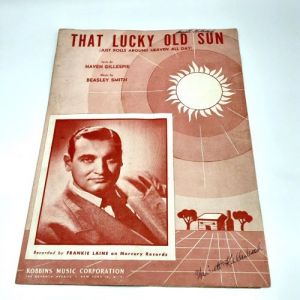 THAT LUCKY OLD SUN
(JUST ROLLS AROUND HEAVEN ALL DAY)
Lyric by
HAVEN GILLESPIE
Music by
BEASLEY SMITH
Recorded by FRANKIE LAINE on Mercury Records
ROBBINS MUSIC CORPORATION